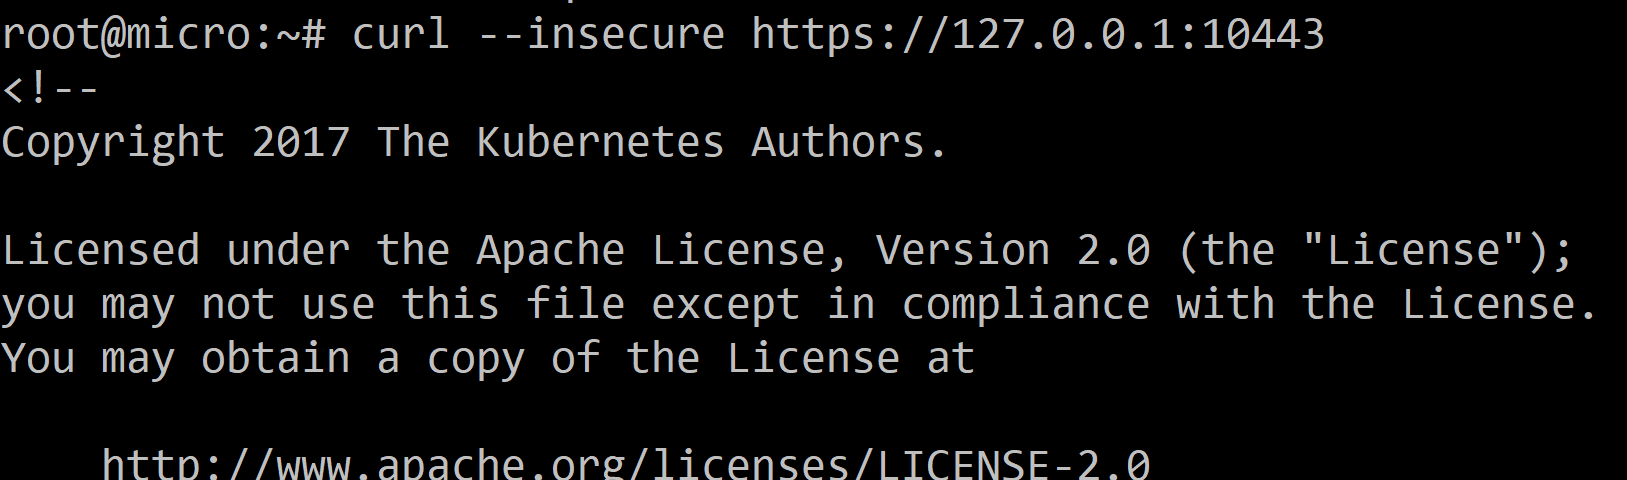 root@micro:~# curl --insecure https://127.0.0.1:10443
<!--
Copyright 2017 The Kubernetes Authors.
Licensed under the Apache License, Version 2.0 (the "License");
you may not use this file except in compliance with the License.
You may obtain a copy of the License at
http://www.apache.org/licenses/LICENSE-2.0